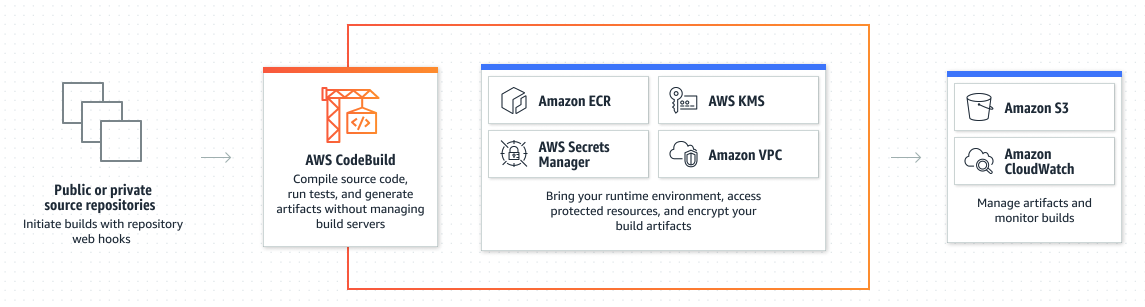 Public or private
source repositories
Initiate builds with repository
web hooks
</>
AWS CodeBuild
Compile source code,
run tests, and generate
artifacts without managing
build servers
Amazon ECR
AWS KMS
AWS Secrets
Manager
Amazon VPC
Bring your runtime environment, access
protected resources, and encrypt your
build artifacts
Amazon S3
Amazon
CloudWatch
Manage artifacts and
monitor builds